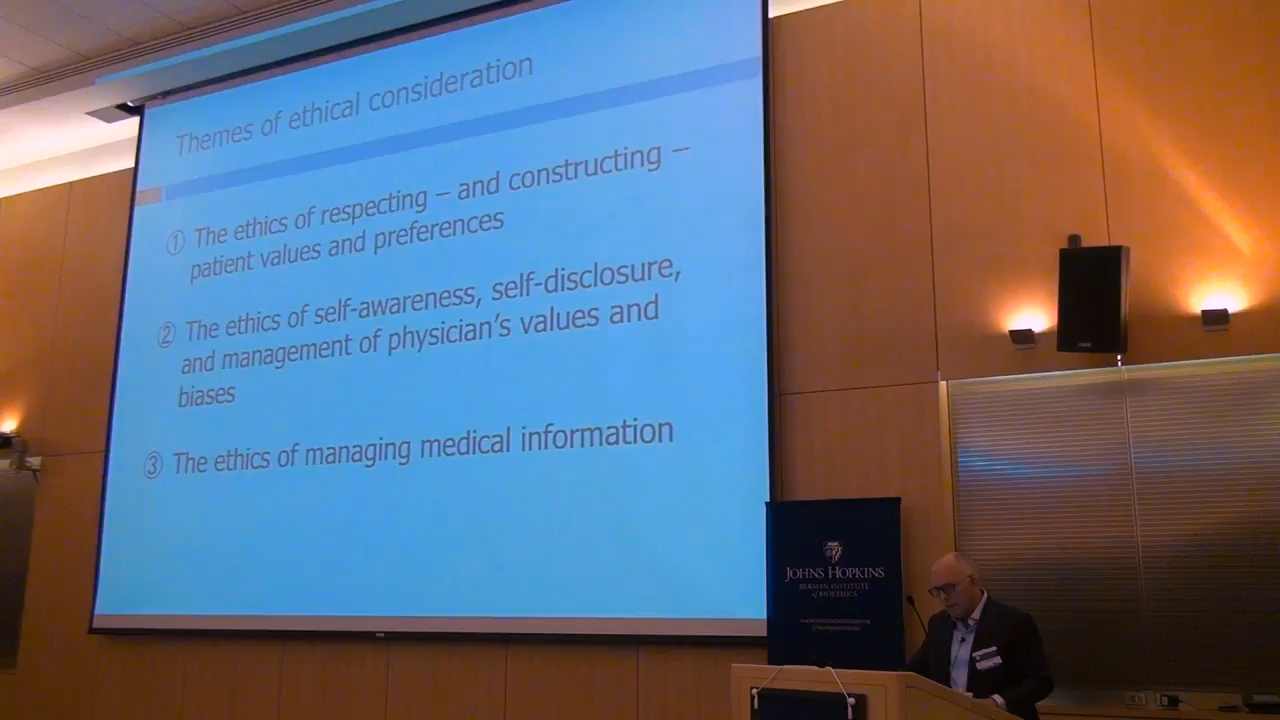 Themes of ethical consideration
① The ethics of respecting – and constructing –
patient values and preferences
② The ethics of self-awareness, self-disclosure,
and management of physician's values and
biases
③ The ethics of managing medical information
JOHNS HOPKINS
BERMAN INSTITUTE
of BIOETHICS